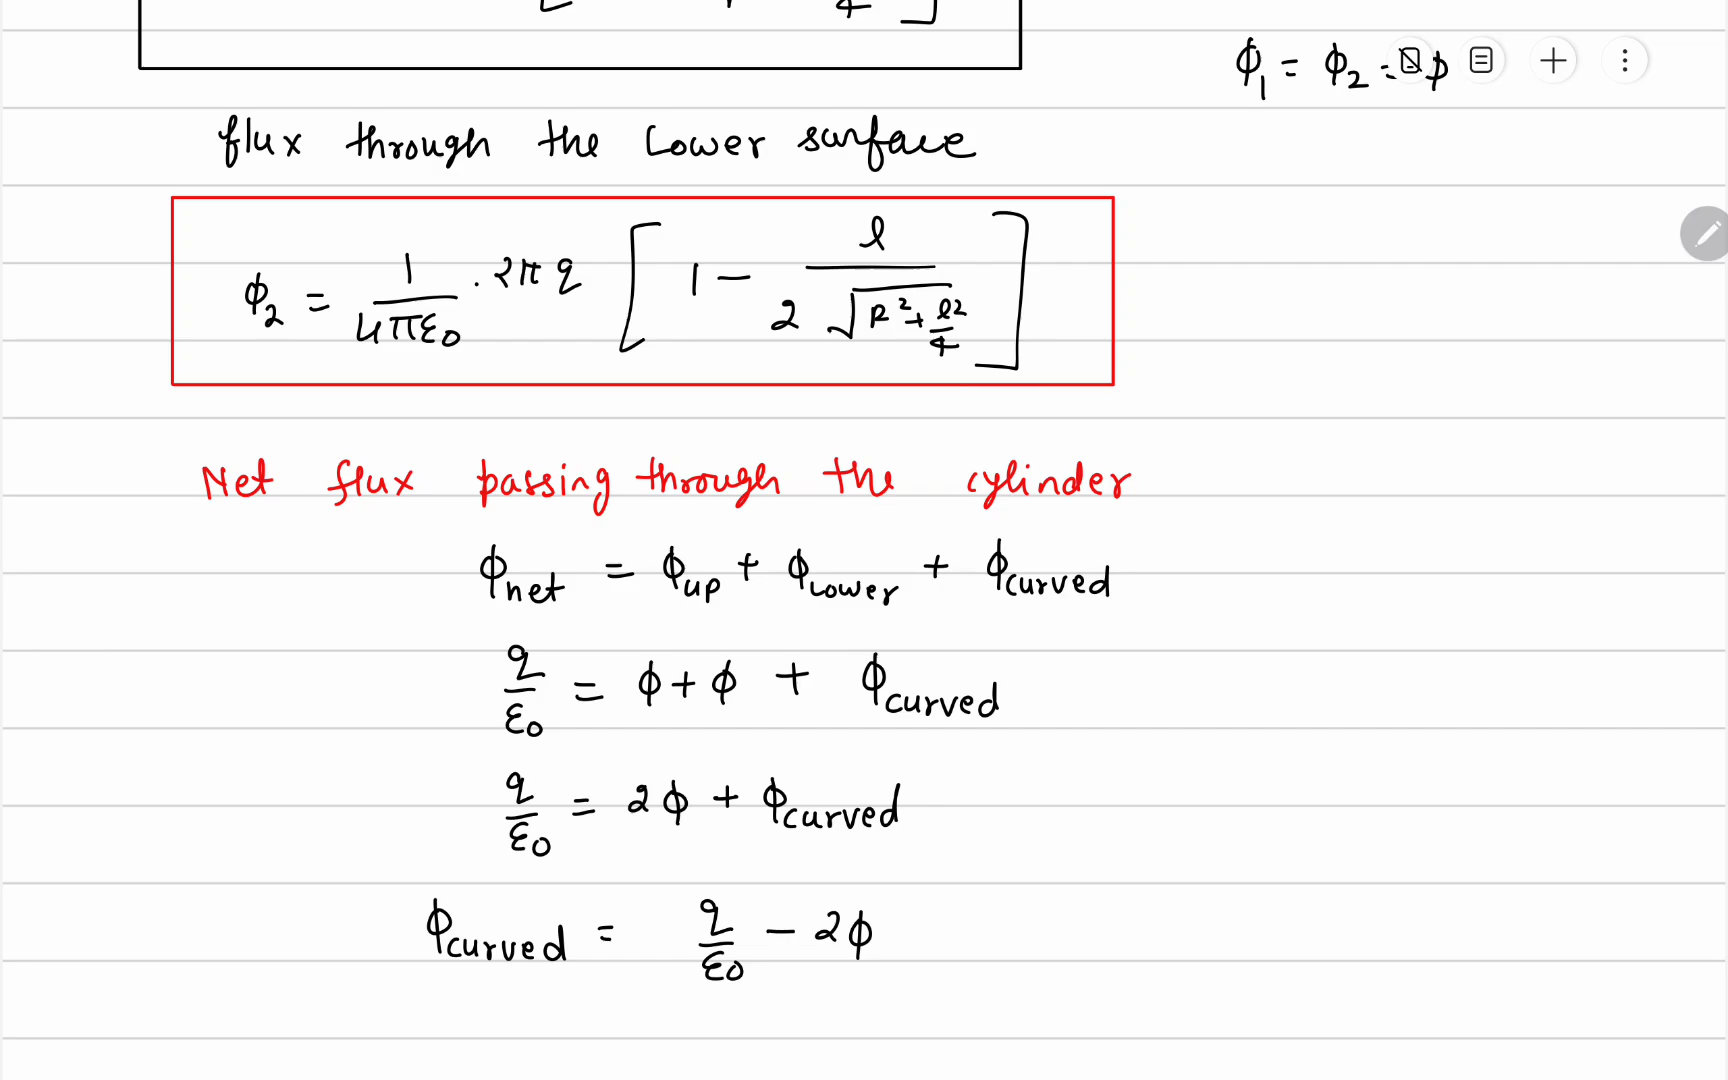 ϕ₁ = ϕ₂ = ϕ
flux through the Lower surface
ϕ₂ = 1/(4πε₀) · 2πq [1 − l/(2√(R² + l²/4))]
Net flux passing through the cylinder
ϕnet = ϕup + ϕLower + ϕcurved
q/ε₀ = ϕ + ϕ + ϕcurved
q/ε₀ = 2ϕ + ϕcurved
ϕcurved = q/ε₀ − 2ϕ